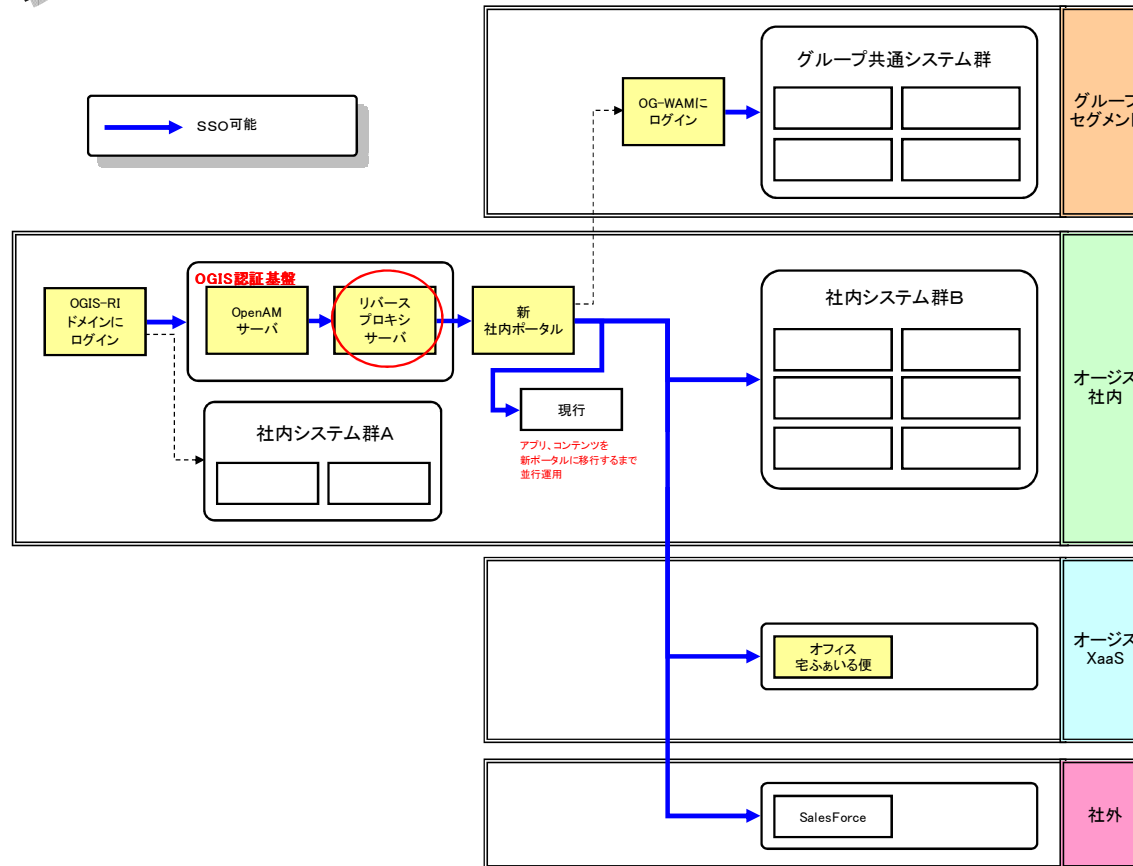 SSO可能
グループ共通システム群
OG-WAMに
ログイン
グループ
セグメント
OGIS認証基盤
OGIS-RI
ドメインに
ログイン
OpenAM
サーバ
リバース
プロキシ
サーバ
新
社内ポータル
現行
アプリ、コンテンツを
新ポータルに移行するまで
並行運用
社内システム群A
社内システム群B
オージス
社内
オフィス
宅ふぁいる便
オージス
XaaS
SalesForce
社外